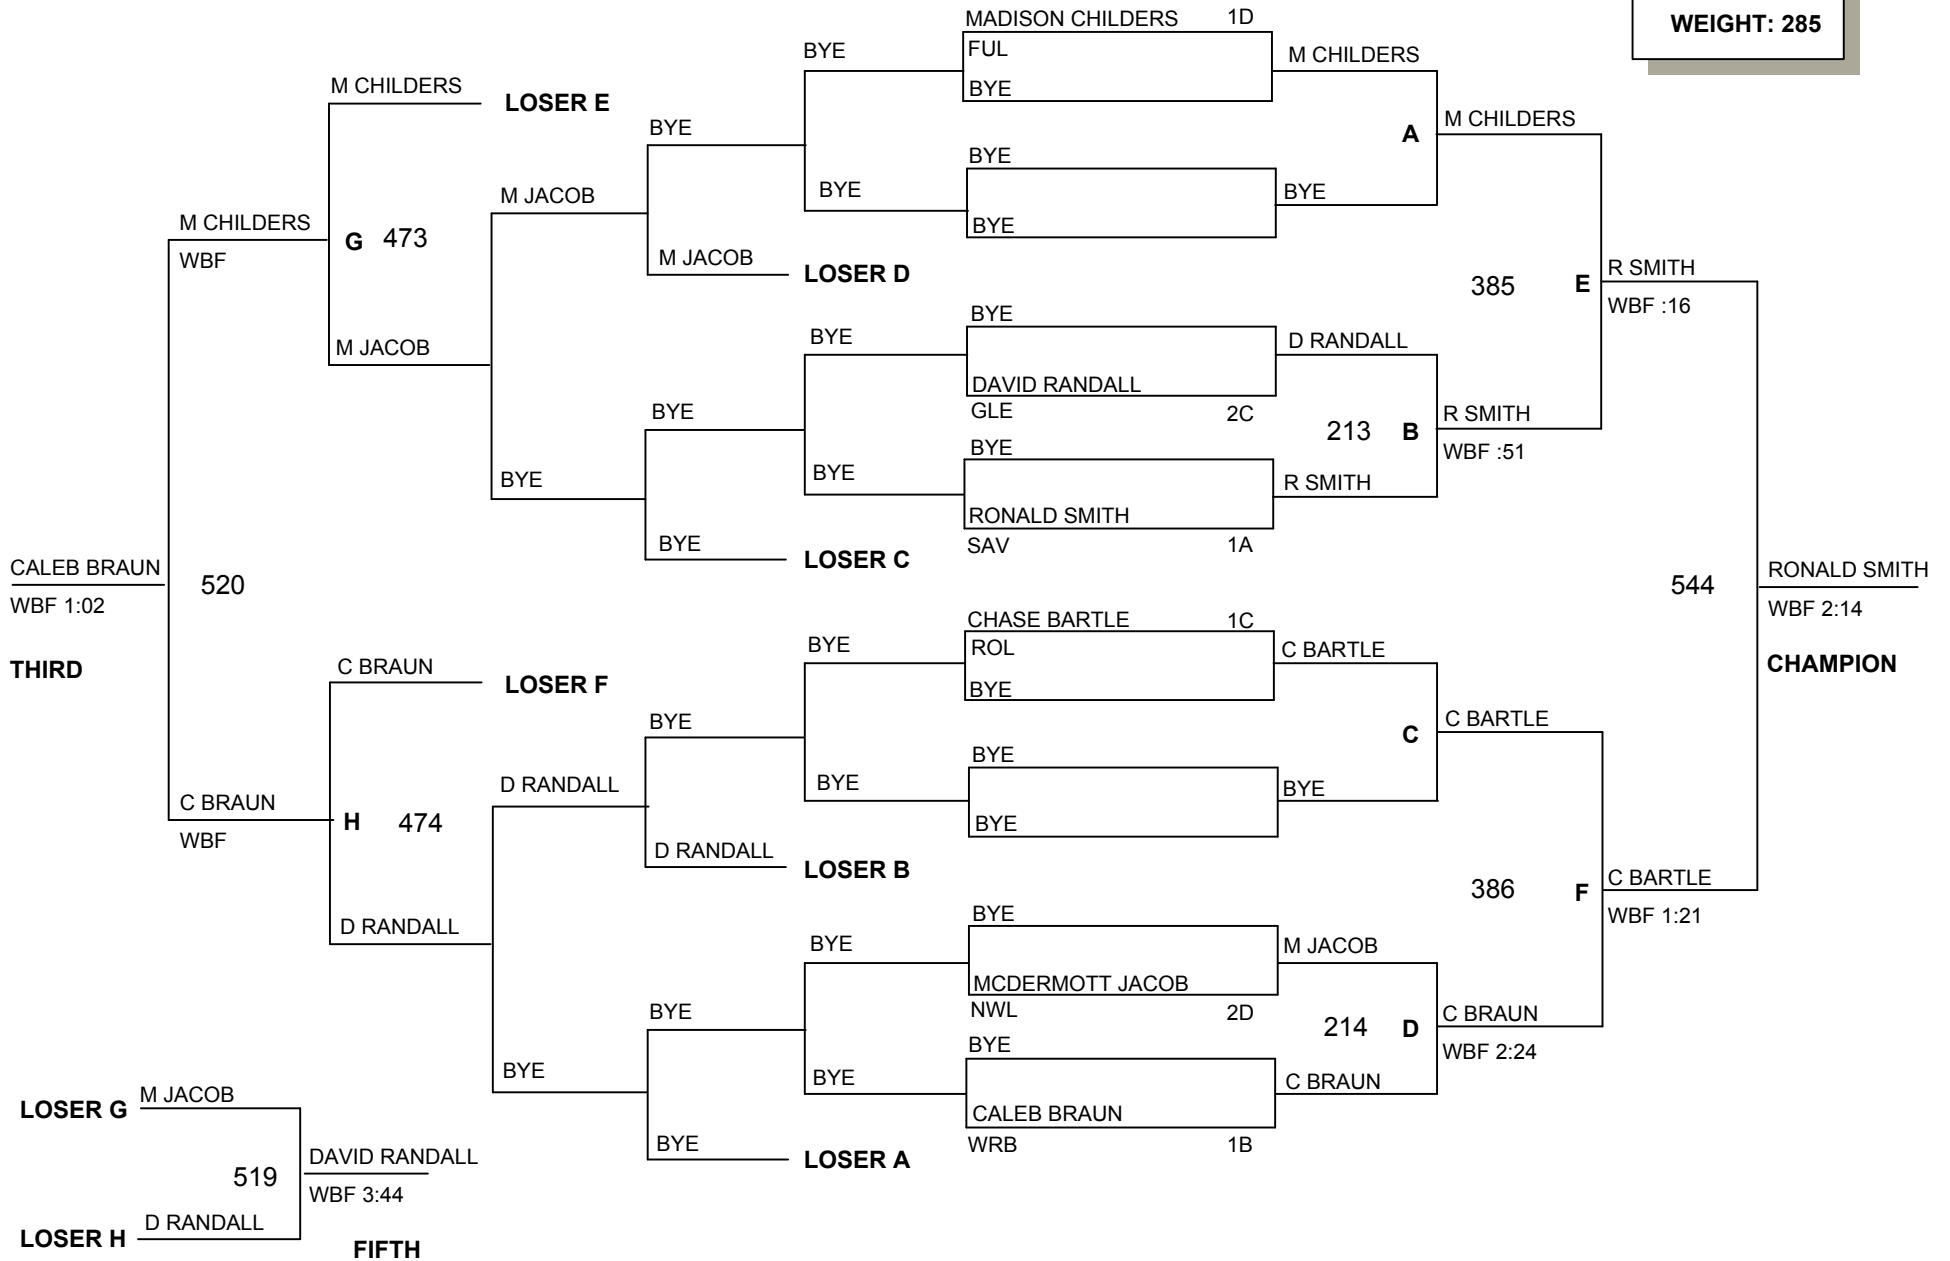 MADISON CHILDERS 1D
WEIGHT: 285
BYE
FUL
M CHILDERS
BYE
M CHILDERS
LOSER E
M CHILDERS
A
BYE
BYE
BYE
BYE
BYE
M JACOB
M CHILDERS
G 473
WBF
BYE
M JACOB
LOSER D
R SMITH
385
E
WBF :16
BYE
BYE
D RANDALL
M JACOB
DAVID RANDALL
GLE 2C
BYE
213
B
R SMITH
WBF :51
BYE
BYE
BYE
R SMITH
RONALD SMITH
SAV 1A
BYE
LOSER C
CALEB BRAUN
520
WBF 1:02
THIRD
544
RONALD SMITH
WBF 2:14
CHAMPION
CHASE BARTLE 1C
BYE
ROL
C BARTLE
BYE
C BRAUN
LOSER F
BYE
C BARTLE
C
BYE
D RANDALL
BYE
BYE
BYE
C BRAUN
H 474
WBF
D RANDALL
LOSER B
386
F
C BARTLE
WBF 1:21
BYE
D RANDALL
BYE
M JACOB
MCDERMOTT JACOB
NWL 2D
BYE
214
D
C BRAUN
WBF 2:24
BYE
BYE
BYE
C BRAUN
CALEB BRAUN
WRB 1B
BYE
LOSER A
M JACOB
LOSER G
519
DAVID RANDALL
WBF 3:44
D RANDALL
LOSER H
FIFTH